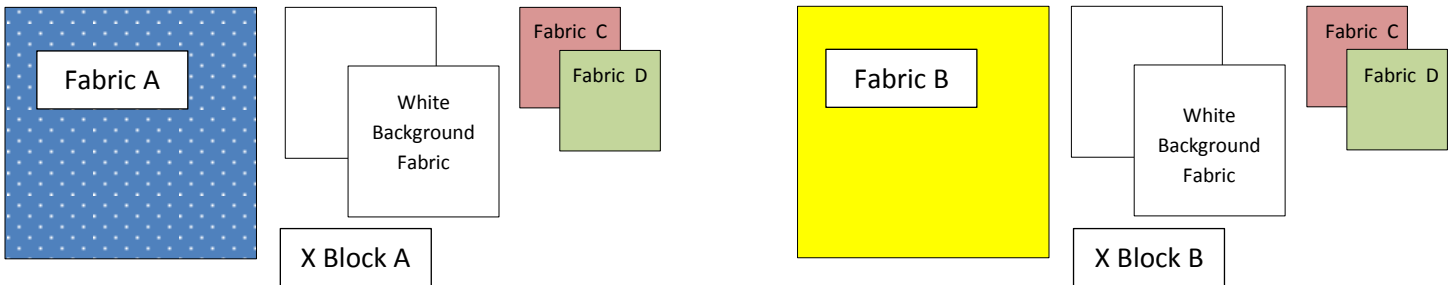 Fabric A
White
Background
Fabric
Fabric C
Fabric D
X Block A
Fabric B
White
Background
Fabric
Fabric C
Fabric D
X Block B